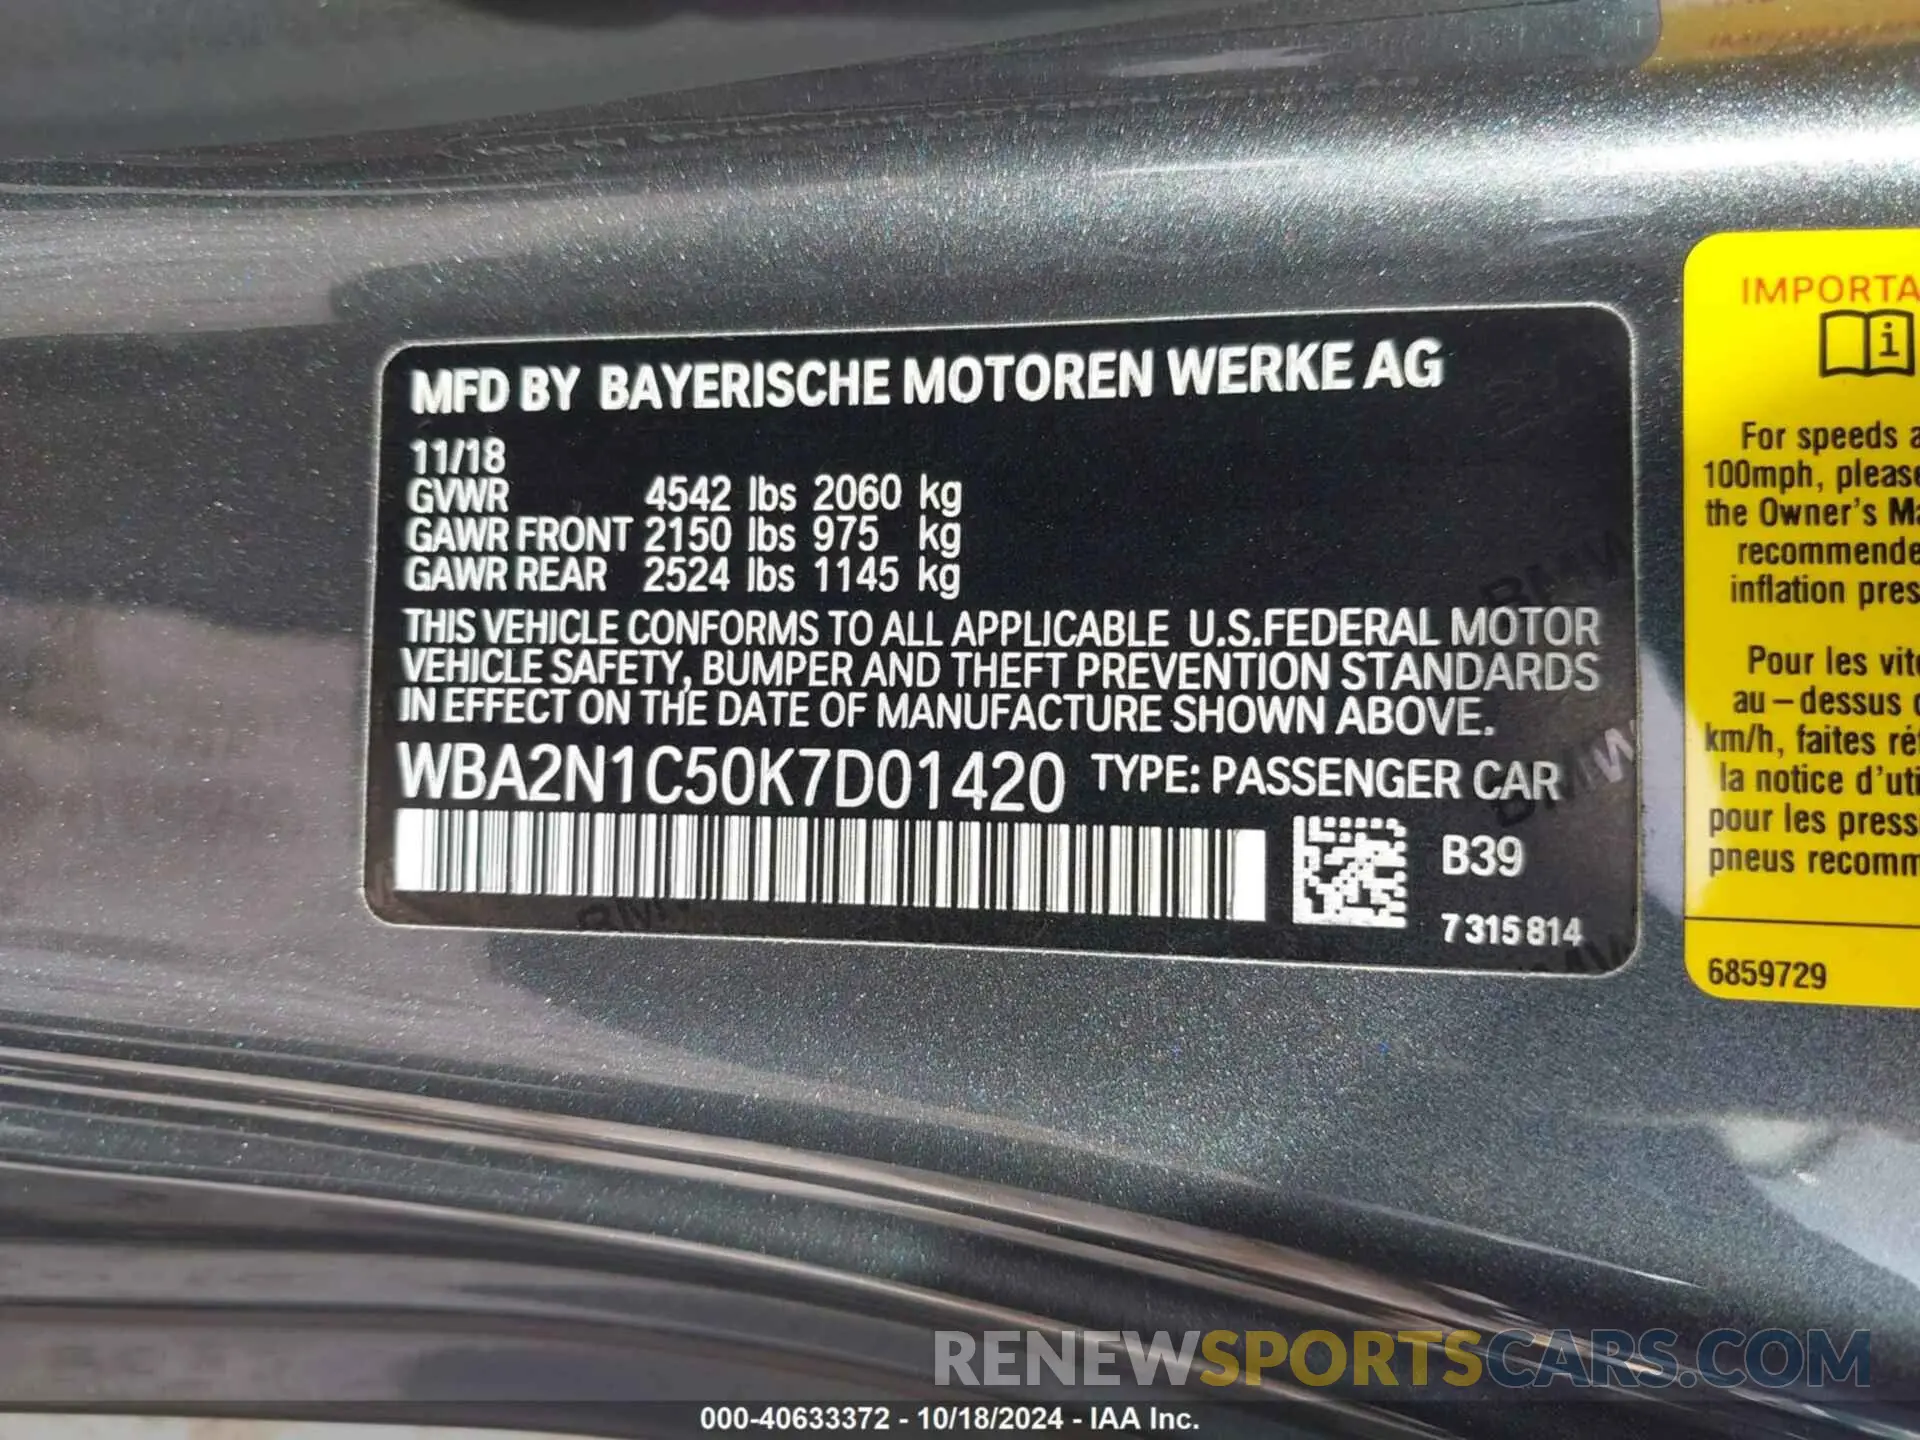 MFD BY BAYERISCHE MOTOREN WERKE AG
11/18
GVWR 4542 lbs 2060 kg
GAWR FRONT 2150 lbs 975 kg
GAWR REAR 2524 lbs 1145 kg
THIS VEHICLE CONFORMS TO ALL APPLICABLE U.S.FEDERAL MOTOR
VEHICLE SAFETY, BUMPER AND THEFT PREVENTION STANDARDS
IN EFFECT ON THE DATE OF MANUFACTURE SHOWN ABOVE.
WBA2N1C50K7D01420 TYPE: PASSENGER CAR
B39
7 315 814
IMPORTA
i
For speeds a
100mph, please
the Owner's Ma
recommende
inflation pres
Pour les vite
au-dessus d
km/h, faites réf
la notice d'uti
pour les press
pneus recomm
6859729
RENEWSPORTSCARS.COM
000-40633372 - 10/18/2024 - IAA Inc.